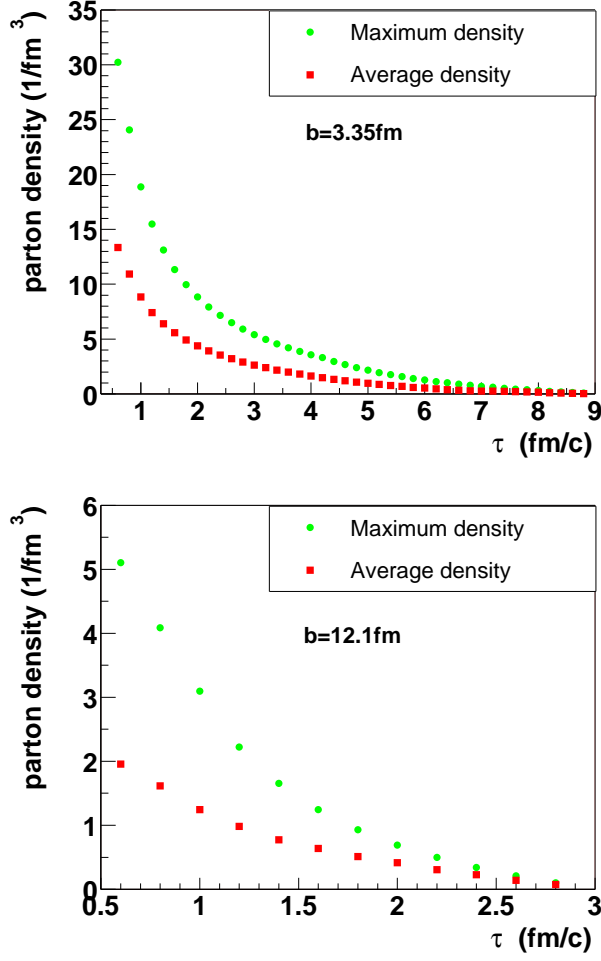 35
30
25
20
15
10
5
0
parton density (1/fm 3)
Maximum density
Average density
b=3.35fm
1 2 3 4 5 6 7 8 9
τ (fm/c)
6
5
4
3
2
1
0
parton density (1/fm 3)
Maximum density
Average density
b=12.1fm
0.5 1 1.5 2 2.5 3
τ (fm/c)